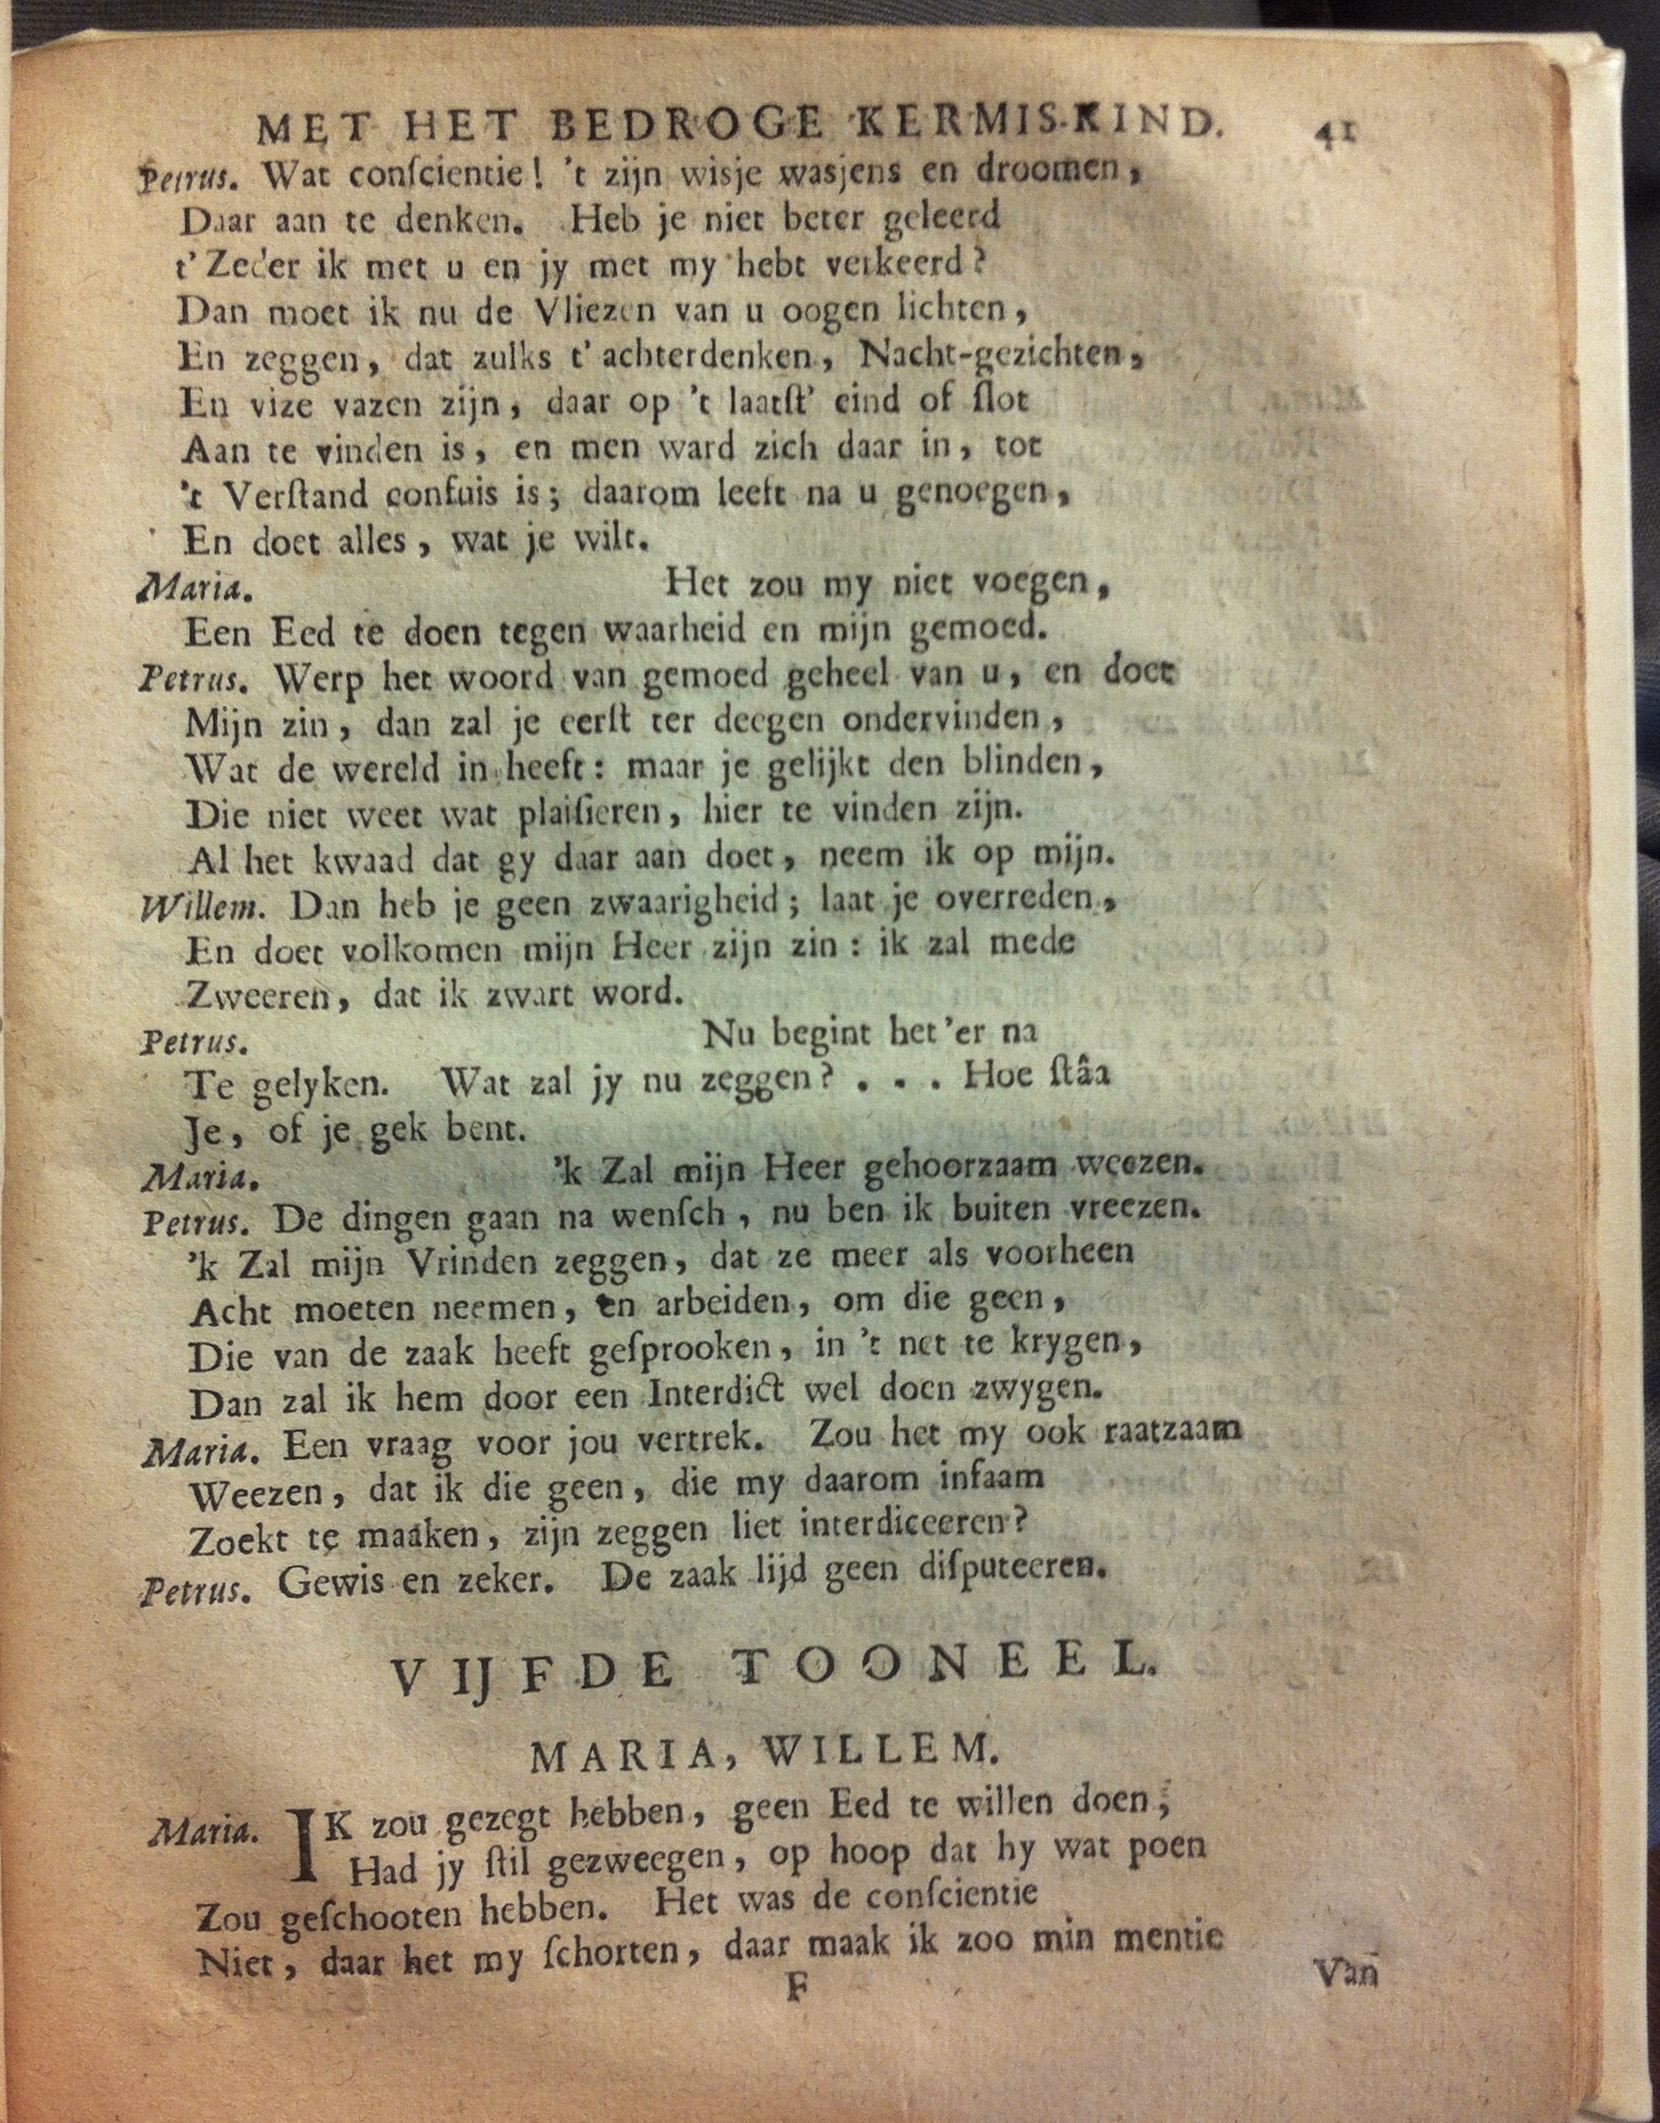 MET HET BEDROGE KERMIS-KIND. 41
Petrus. Wat conſcientie! 't zijn wisje wasjens en droomen,
Daar aan te denken. Heb je niet beter geleerd
t'Zeder ik met u en jy met my hebt verkeerd?
Dan moet ik nu de Vliezen van u oogen lichten,
En zeggen, dat zulks t'achterdenken, Nacht-gezichten,
En vize vazen zijn, daar op 't laatſt' eind of ſlot
Aan te vinden is, en men ward zich daar in, tot
't Verſtand confuis is; daarom leeft na u genoegen,
En doet alles, wat je wilt.
Maria. Het zou my niet voegen,
Een Eed te doen tegen waarheid en mijn gemoed.
Petrus. Werp het woord van gemoed geheel van u, en doet
Mijn zin, dan zal je eerſt ter deegen ondervinden,
Wat de wereld in heeft: maar je gelijkt den blinden,
Die niet weet wat plaiſieren, hier te vinden zijn.
Al het kwaad dat gy daar aan doet, neem ik op mijn.
Willem. Dan heb je geen zwaarigheid; laat je overreden,
En doet volkomen mijn Heer zijn zin: ik zal mede
Zweeren, dat ik zwart word.
Petrus. Nu begint het 'er na
Te gelyken. Wat zal jy nu zeggen? . . . Hoe ſtâa
Je, of je gek bent.
Maria. 'k Zal mijn Heer gehoorzaam weezen.
Petrus. De dingen gaan na wenſch, nu ben ik buiten vreezen.
'k Zal mijn Vrinden zeggen, dat ze meer als voorheen
Acht moeten neemen, en arbeiden, om die geen,
Die van de zaak heeft geſprooken, in 't net te krygen,
Dan zal ik hem door een Interdict wel doen zwygen.
Maria. Een vraag voor jou vertrek. Zou het my ook raatzaam
Weezen, dat ik die geen, die my daarom infaam
Zoekt te maaken, zijn zeggen liet interdiceeren?
Petrus. Gewis en zeker. De zaak lijd geen diſputeeren.
VIJFDE TOONEEL.
MARIA, WILLEM.
Maria. IK zou gezegt hebben, geen Eed te willen doen,
Had jy ſtil gezweegen, op hoop dat hy wat poen
Zou geſchooten hebben. Het was de conſcientie
Niet, daar het my ſchorten, daar maak ik zoo min mentie
F Van